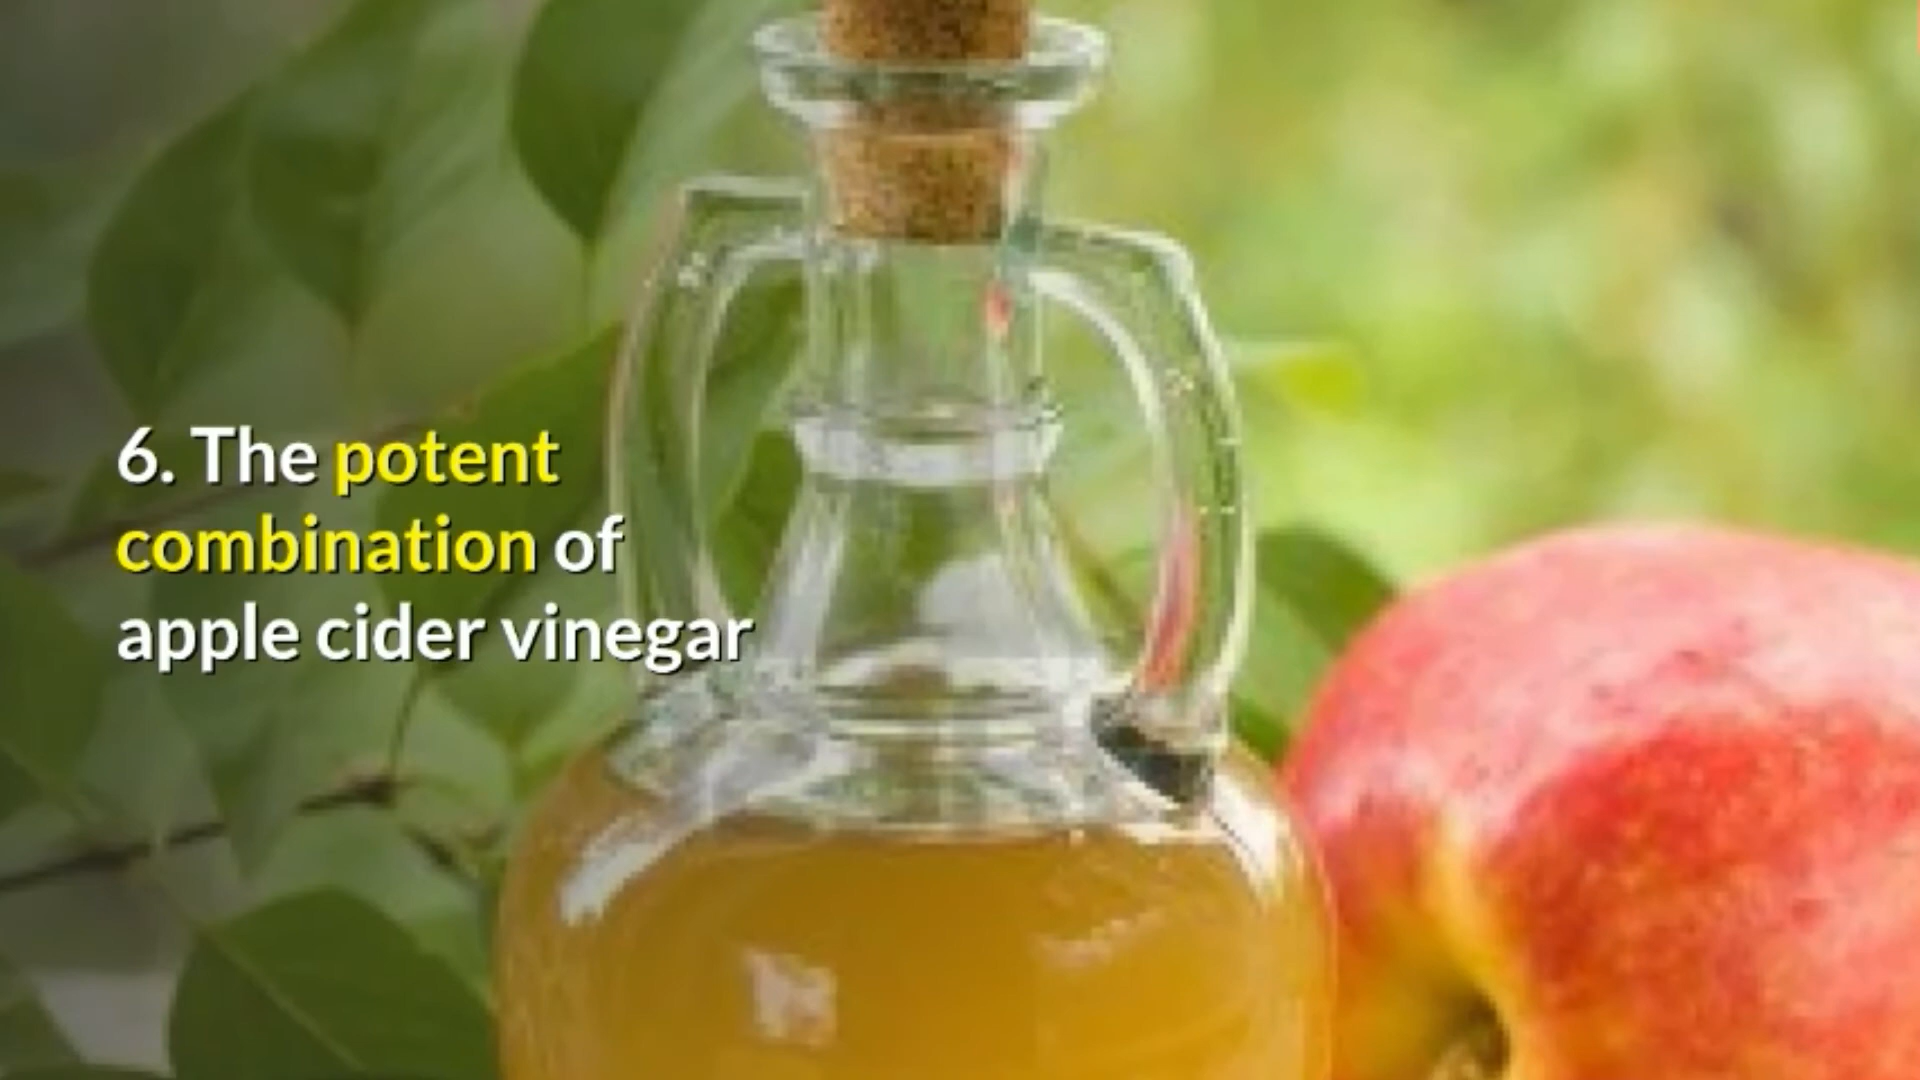 6. The potent
combination of
apple cider vinegar